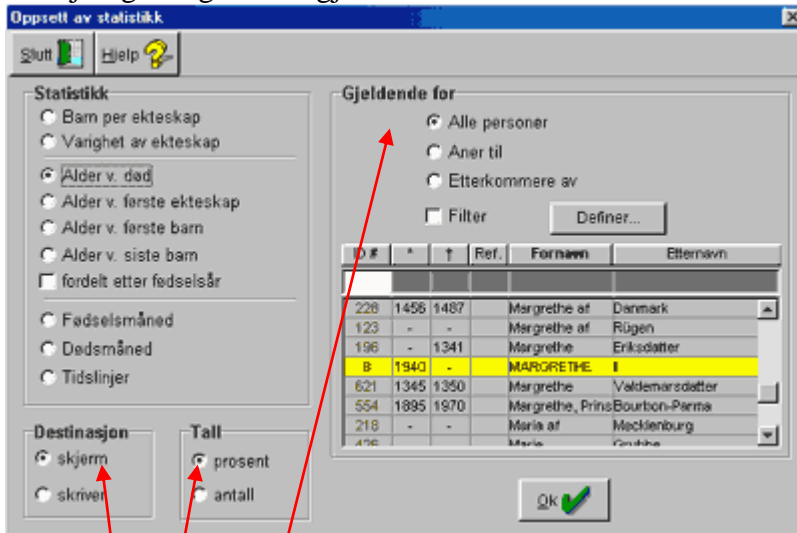 Oppsett av statistikk
Slutt
Hjelp
Statistikk
Barn per ekteskap
Varighet av ekteskap
Alder v. død
Alder v. første ekteskap
Alder v. første barn
Alder v. siste barn
fordelt etter fødselsår
Fødselsmåned
Dødsmåned
Tidslinjer
Destinasjon
skjerm
skriver
Tall
prosent
antall
Gjeldende for
Alle personer
Aner til
Etterkommere av
Filter
Definer...
ID # * † Ref. Fornavn Etternavn
226 1456 1487 Margrethe af Danmark
123 - - Margrethe af Rügen
196 - 1341 Margrethe Eriksdatter
8 1940 - MARGRETHE II
621 1345 1350 Margrethe Valdemarsdatter
554 1895 1970 Margrethe, Prins Bourbon-Parma
218 - - Maria af Mecklenburg
Marie Grubbe
Ok